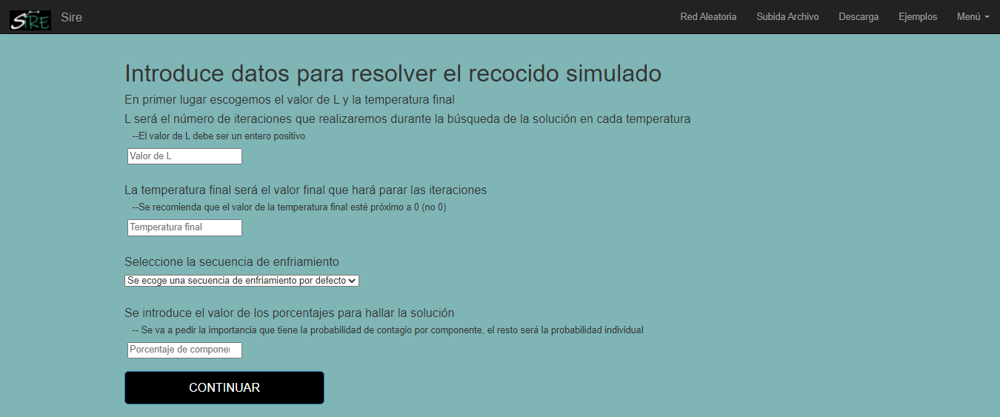 SIRE
Sire
Red Aleatoria
Subida Archivo
Descarga
Ejemplos
Menú
Introduce datos para resolver el recocido simulado
En primer lugar escogemos el valor de L y la temperatura final
L será el número de iteraciones que realizaremos durante la búsqueda de la solución en cada temperatura
--El valor de L debe ser un entero positivo
Valor de L
La temperatura final será el valor final que hará parar las iteraciones
--Se recomienda que el valor de la temperatura final esté próximo a 0 (no 0)
Temperatura final
Seleccione la secuencia de enfriamiento
Se ecoge una secuencia de enfriamiento por defecto
Se introduce el valor de los porcentajes para hallar la solución
-- Se va a pedir la importancia que tiene la probabilidad de contagio por componente, el resto será la probabilidad individual
Porcentaje de componer
CONTINUAR